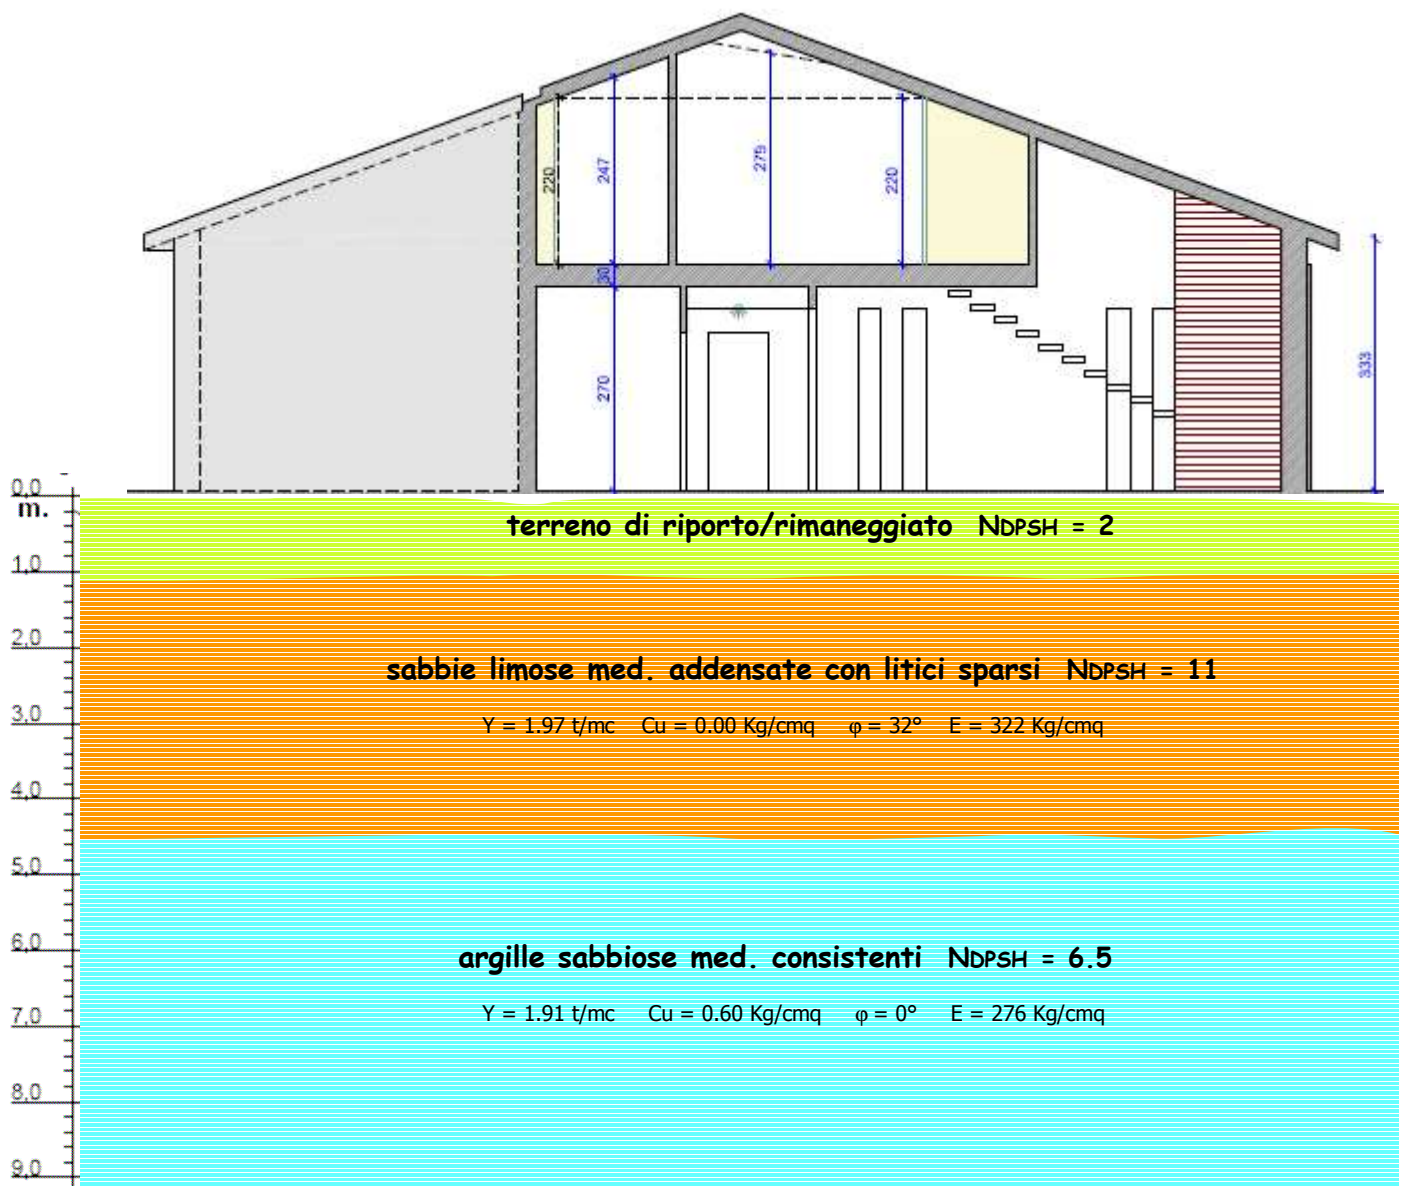 220
247
279
220
30
270
333
0,0
m.
terreno di riporto/rimaneggiato NDPSH = 2
1,0
2,0
sabbie limose med. addensate con litici sparsi NDPSH = 11
3,0
Y = 1.97 t/mc Cu = 0.00 Kg/cmq φ = 32° E = 322 Kg/cmq
4,0
5,0
6,0
argille sabbiose med. consistenti NDPSH = 6.5
7,0
Y = 1.91 t/mc Cu = 0.60 Kg/cmq φ = 0° E = 276 Kg/cmq
8,0
9,0